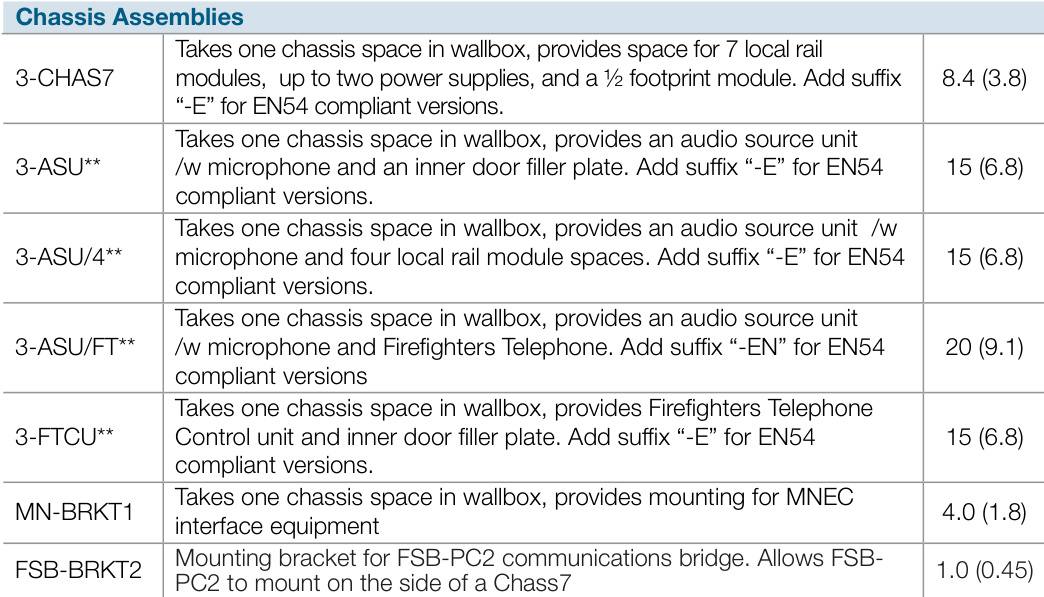 Chassis Assemblies
3-CHAS7
Takes one chassis space in wallbox, provides space for 7 local rail
modules,  up to two power supplies, and a ½ footprint module. Add suffix
“-E” for EN54 compliant versions.
8.4 (3.8)
3-ASU**
Takes one chassis space in wallbox, provides an audio source unit
/w microphone and an inner door filler plate. Add suffix “-E” for EN54
compliant versions.
15 (6.8)
3-ASU/4**
Takes one chassis space in wallbox, provides an audio source unit  /w
microphone and four local rail module spaces. Add suffix “-E” for EN54
compliant versions.
15 (6.8)
3-ASU/FT**
Takes one chassis space in wallbox, provides an audio source unit
/w microphone and Firefighters Telephone. Add suffix “-EN” for EN54
compliant versions
20 (9.1)
3-FTCU**
Takes one chassis space in wallbox, provides Firefighters Telephone
Control unit and inner door filler plate. Add suffix “-E” for EN54
compliant versions.
15 (6.8)
MN-BRKT1
Takes one chassis space in wallbox, provides mounting for MNEC
interface equipment
4.0 (1.8)
FSB-BRKT2
Mounting bracket for FSB-PC2 communications bridge. Allows FSB-
PC2 to mount on the side of a Chass7
1.0 (0.45)